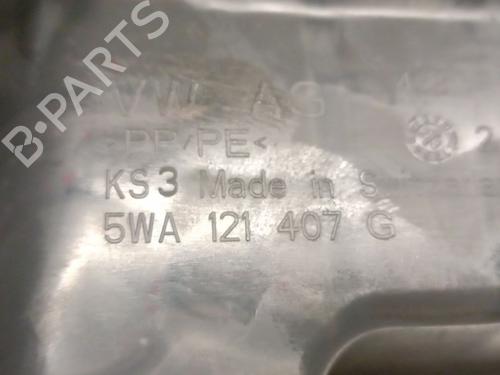 VW AG
>PP/PE<
KS3 Made in
5WA 121 407 G
B-PARTS